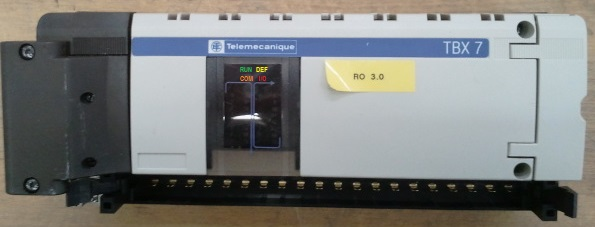 Telemecanique
TBX 7
RUN DEF
COM I/O
RO 3.0